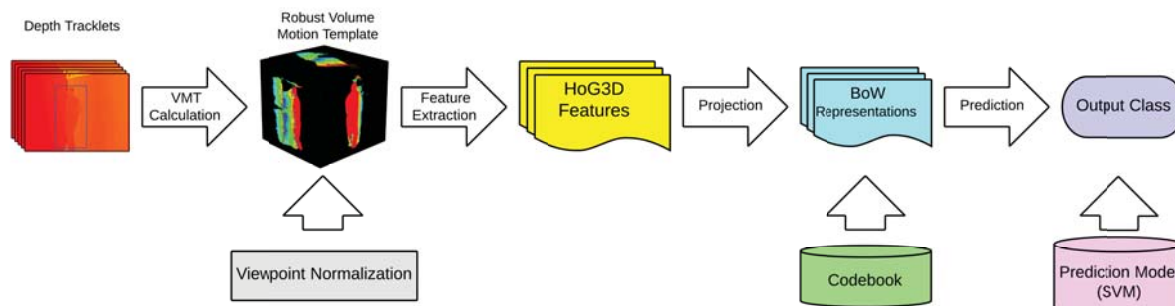 Depth Tracklets
VMT
Calculation
Robust Volume
Motion Template
Feature
Extraction
HoG3D
Features
Projection
BoW
Representations
Prediction
Output Class
Viewpoint Normalization
Codebook
Prediction Model
(SVM)